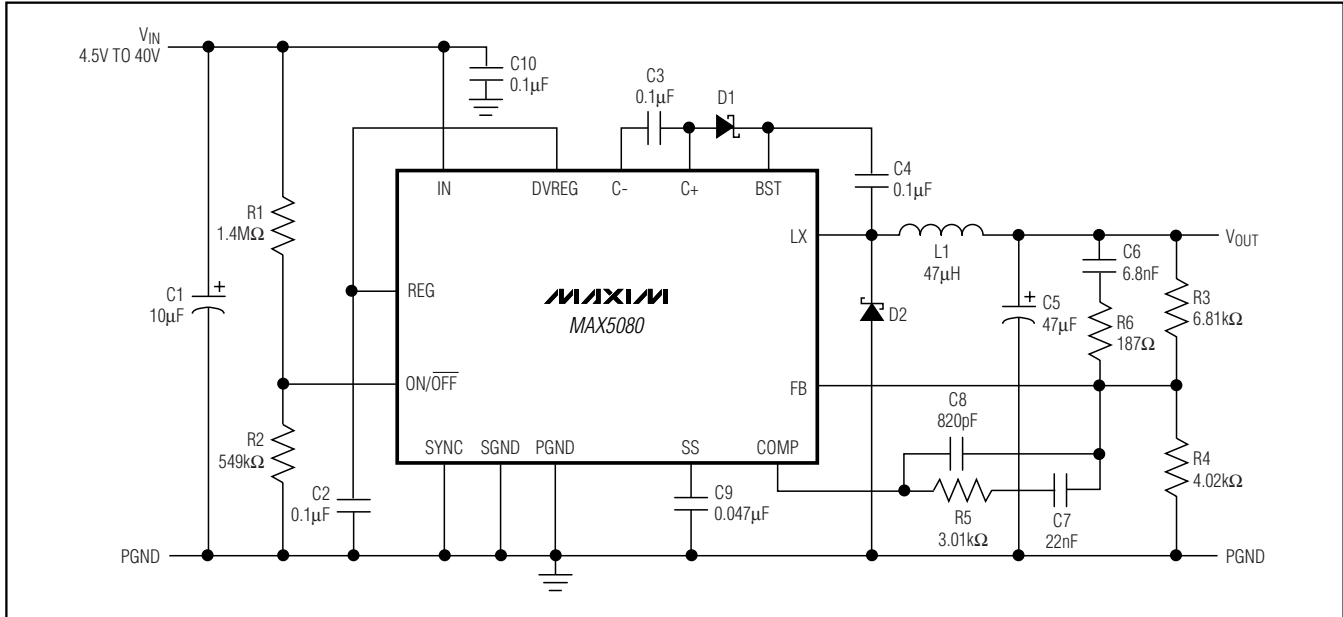 VIN
4.5V TO 40V
C10
0.1µF
C3
0.1µF
D1
C4
0.1µF
IN
DVREG
C-
C+
BST
R1
1.4MΩ
LX
L1
47µH
VOUT
C6
6.8nF
C1
10µF
+
REG
MAXIM
MAX5080
D2
+
C5
47µF
R6
187Ω
R3
6.81kΩ
ON/OFF
FB
R2
549kΩ
C2
0.1µF
SYNC
SGND
PGND
SS
COMP
C8
820pF
R4
4.02kΩ
C9
0.047µF
R5
3.01kΩ
C7
22nF
PGND
PGND